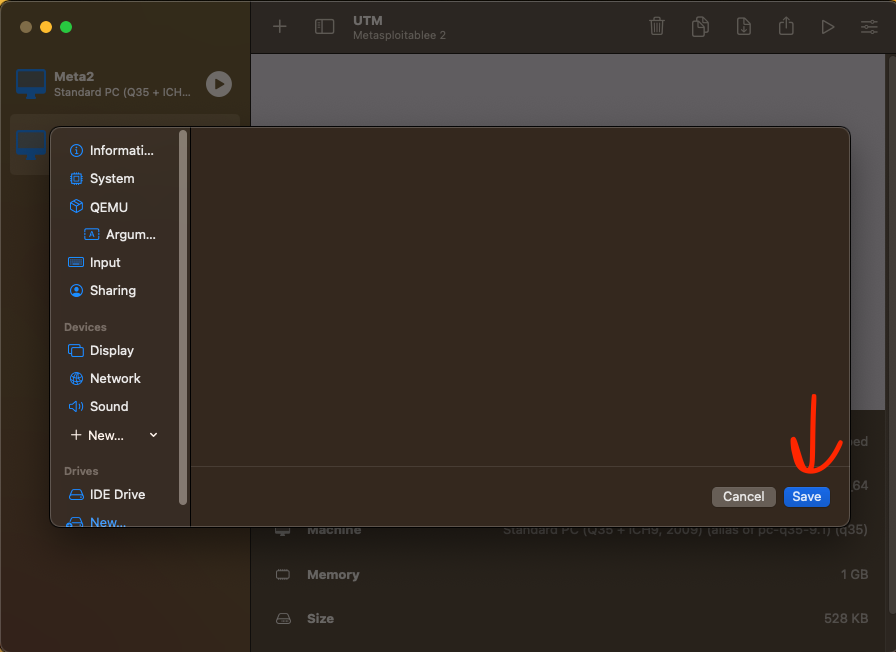 UTM
Metasploitablee 2
Meta2
Standard PC (Q35 + ICH...
Informati...
System
QEMU
Argum...
Input
Sharing
Devices
Display
Network
Sound
New...
Drives
IDE Drive
New...
Cancel
Save
ped
_64
Machine
Standard PC (Q35 + ICH9, 2009) (alias of pc-q35-9.1) (q35)
Memory
1 GB
Size
528 KB